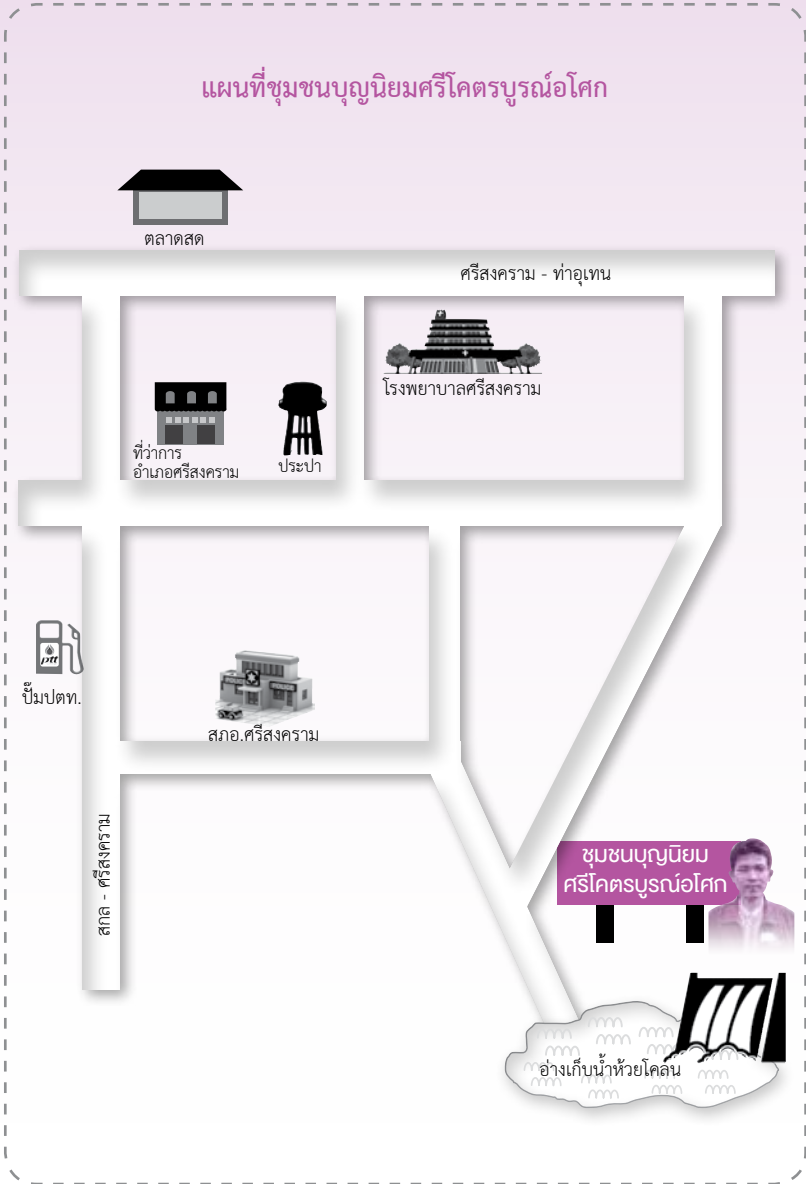 แผนที่ชุมชนบุญนิยมศรีโคตรบูรณ์อโศก
ตลาดสด
ศรีสงคราม - ท่าอุเทน
โรงพยาบาลศรีสงคราม
ที่ว่าการ
อำเภอศรีสงคราม
ประปา
ptt
ปั๊มปตท.
สภอ.ศรีสงคราม
สกล - ศรีสงคราม
ชุมชนบุญนิยม
ศรีโคตรบูรณ์อโศก
อ่างเก็บน้ำห้วยโคลน